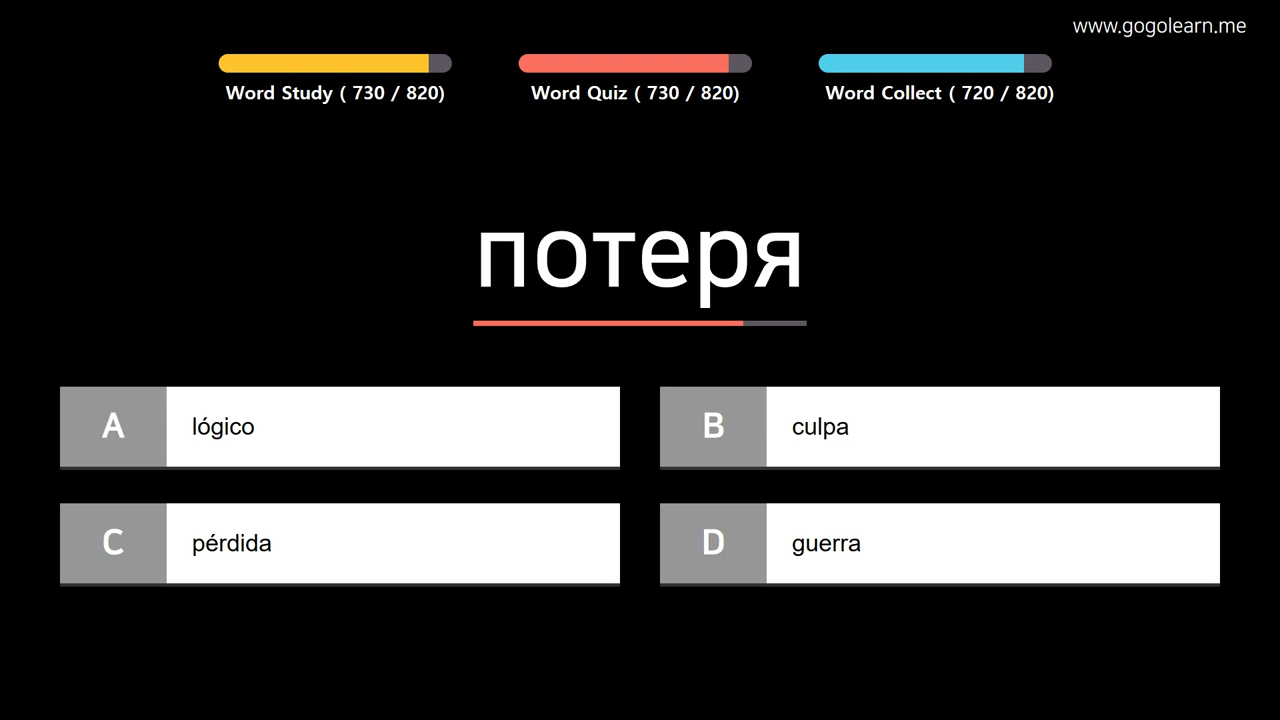 www.gogolearn.me
Word Study ( 730 / 820)
Word Quiz ( 730 / 820)
Word Collect ( 720 / 820)
потеря
A lógico
B culpa
C pérdida
D guerra